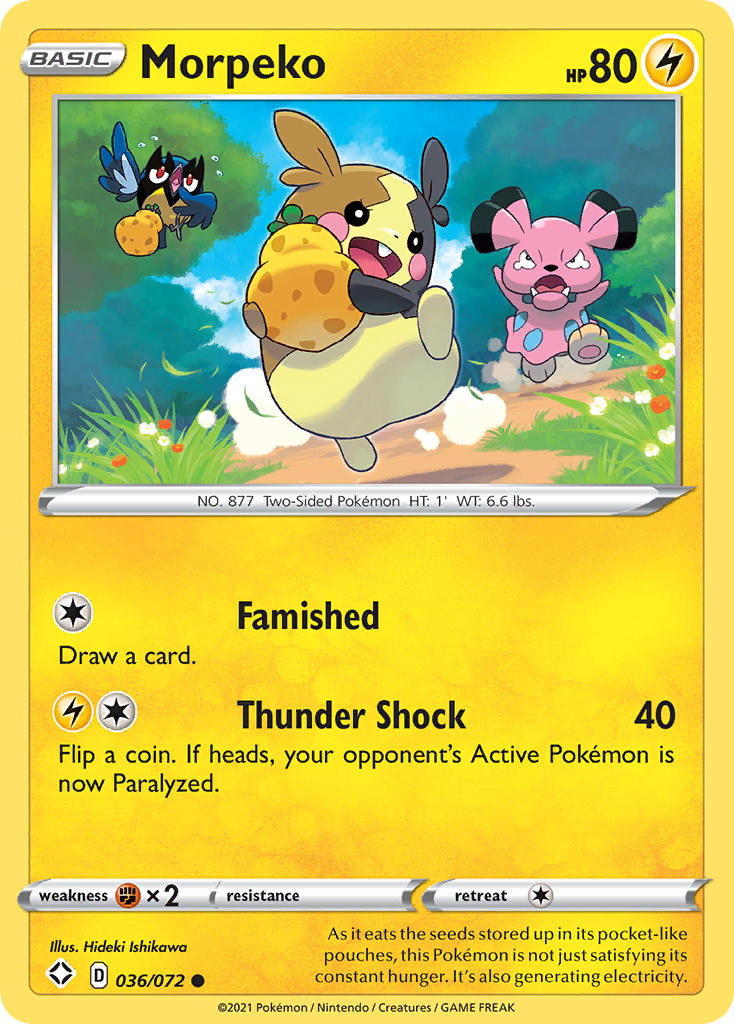 BASIC Morpeko HP 80
NO. 877 Two-Sided Pokémon HT: 1' WT: 6.6 lbs.
Famished
Draw a card.
Thunder Shock 40
Flip a coin. If heads, your opponent's Active Pokémon is
now Paralyzed.
weakness ×2 resistance retreat
Illus. Hideki Ishikawa
D 036/072
As it eats the seeds stored up in its pocket-like
pouches, this Pokémon is not just satisfying its
constant hunger. It's also generating electricity.
©2021 Pokémon / Nintendo / Creatures / GAME FREAK